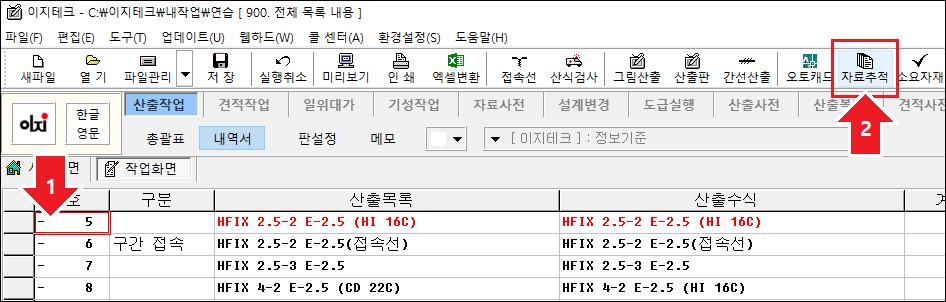 이지테크 - C:₩이지테크₩내작업₩연습 [ 900. 전체 목록 내용 ]
파일(F) 편집(E) 도구(T) 업데이트(U) 웹하드(W) 콜 센터(A) 환경설정(S) 도움말(H)
새파일 열 기 파일관리 저 장 실행취소 미리보기 인 쇄 엑셀변환 접속선 산식검사 그림산출 산출판 간선산출 오토캐드 자료추적 소요자재
이지 한글 산출작업 견적작업 일위대가 기성작업 자료사전 설계변경 도급실행 산출사전 견적사전
영문 총괄표 내역서 판설정 메모 [ 이지테크 ] : 정보기준
2
작업화면
1
구분 산출목록 산출수식
- 5 HFIX 2.5-2 E-2.5 (HI 16C) HFIX 2.5-2 E-2.5 (HI 16C)
- 6 구간 접속 HFIX 2.5-2 E-2.5(접속선) HFIX 2.5-2 E-2.5(접속선)
- 7 HFIX 2.5-3 E-2.5 HFIX 2.5-3 E-2.5
- 8 HFIX 4-2 E-2.5 (CD 22C) HFIX 4-2 E-2.5 (HI 16C)